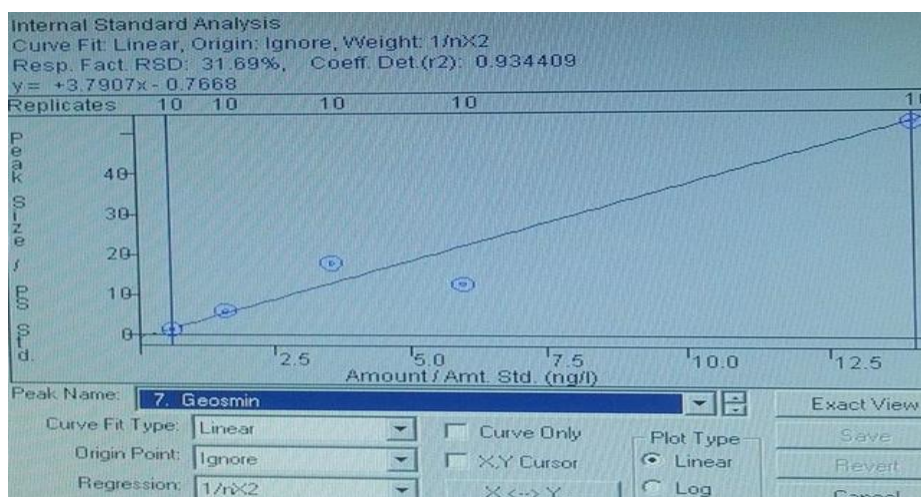 Internal Standard Analysis
Curve Fit: Linear, Origin: Ignore, Weight: 1/nX2
Resp. Fact. RSD: 31.69%, Coeff. Det.(r2): 0.934409
y = +3.7907x - 0.7668
Replicates 10 10 10 10
Peak Size / PS Std.
40
30
20
10
0
2.5 5.0 7.5 10.0 12.5
Amount / Amt. Std. (ng/l)
Peak Name: 7. Geosmin
Exact View
Curve Fit Type: Linear Curve Only Plot Type Save
Origin Point: Ignore X,Y Cursor Linear Revert
Regression: 1/nX2 X <--> Y Log Cancel